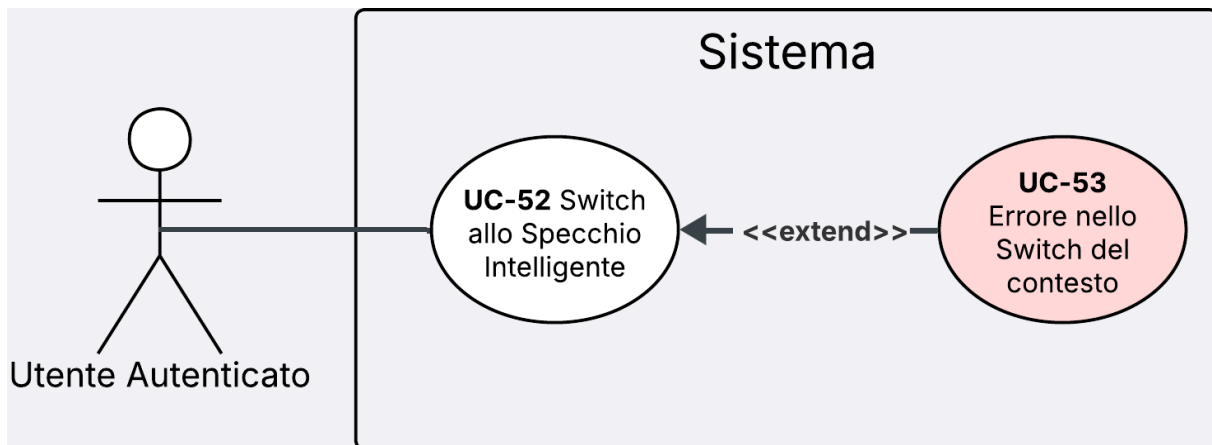 Sistema
UC-52 Switch
allo Specchio
Intelligente
<<extend>>
UC-53
Errore nello
Switch del
contesto
Utente Autenticato